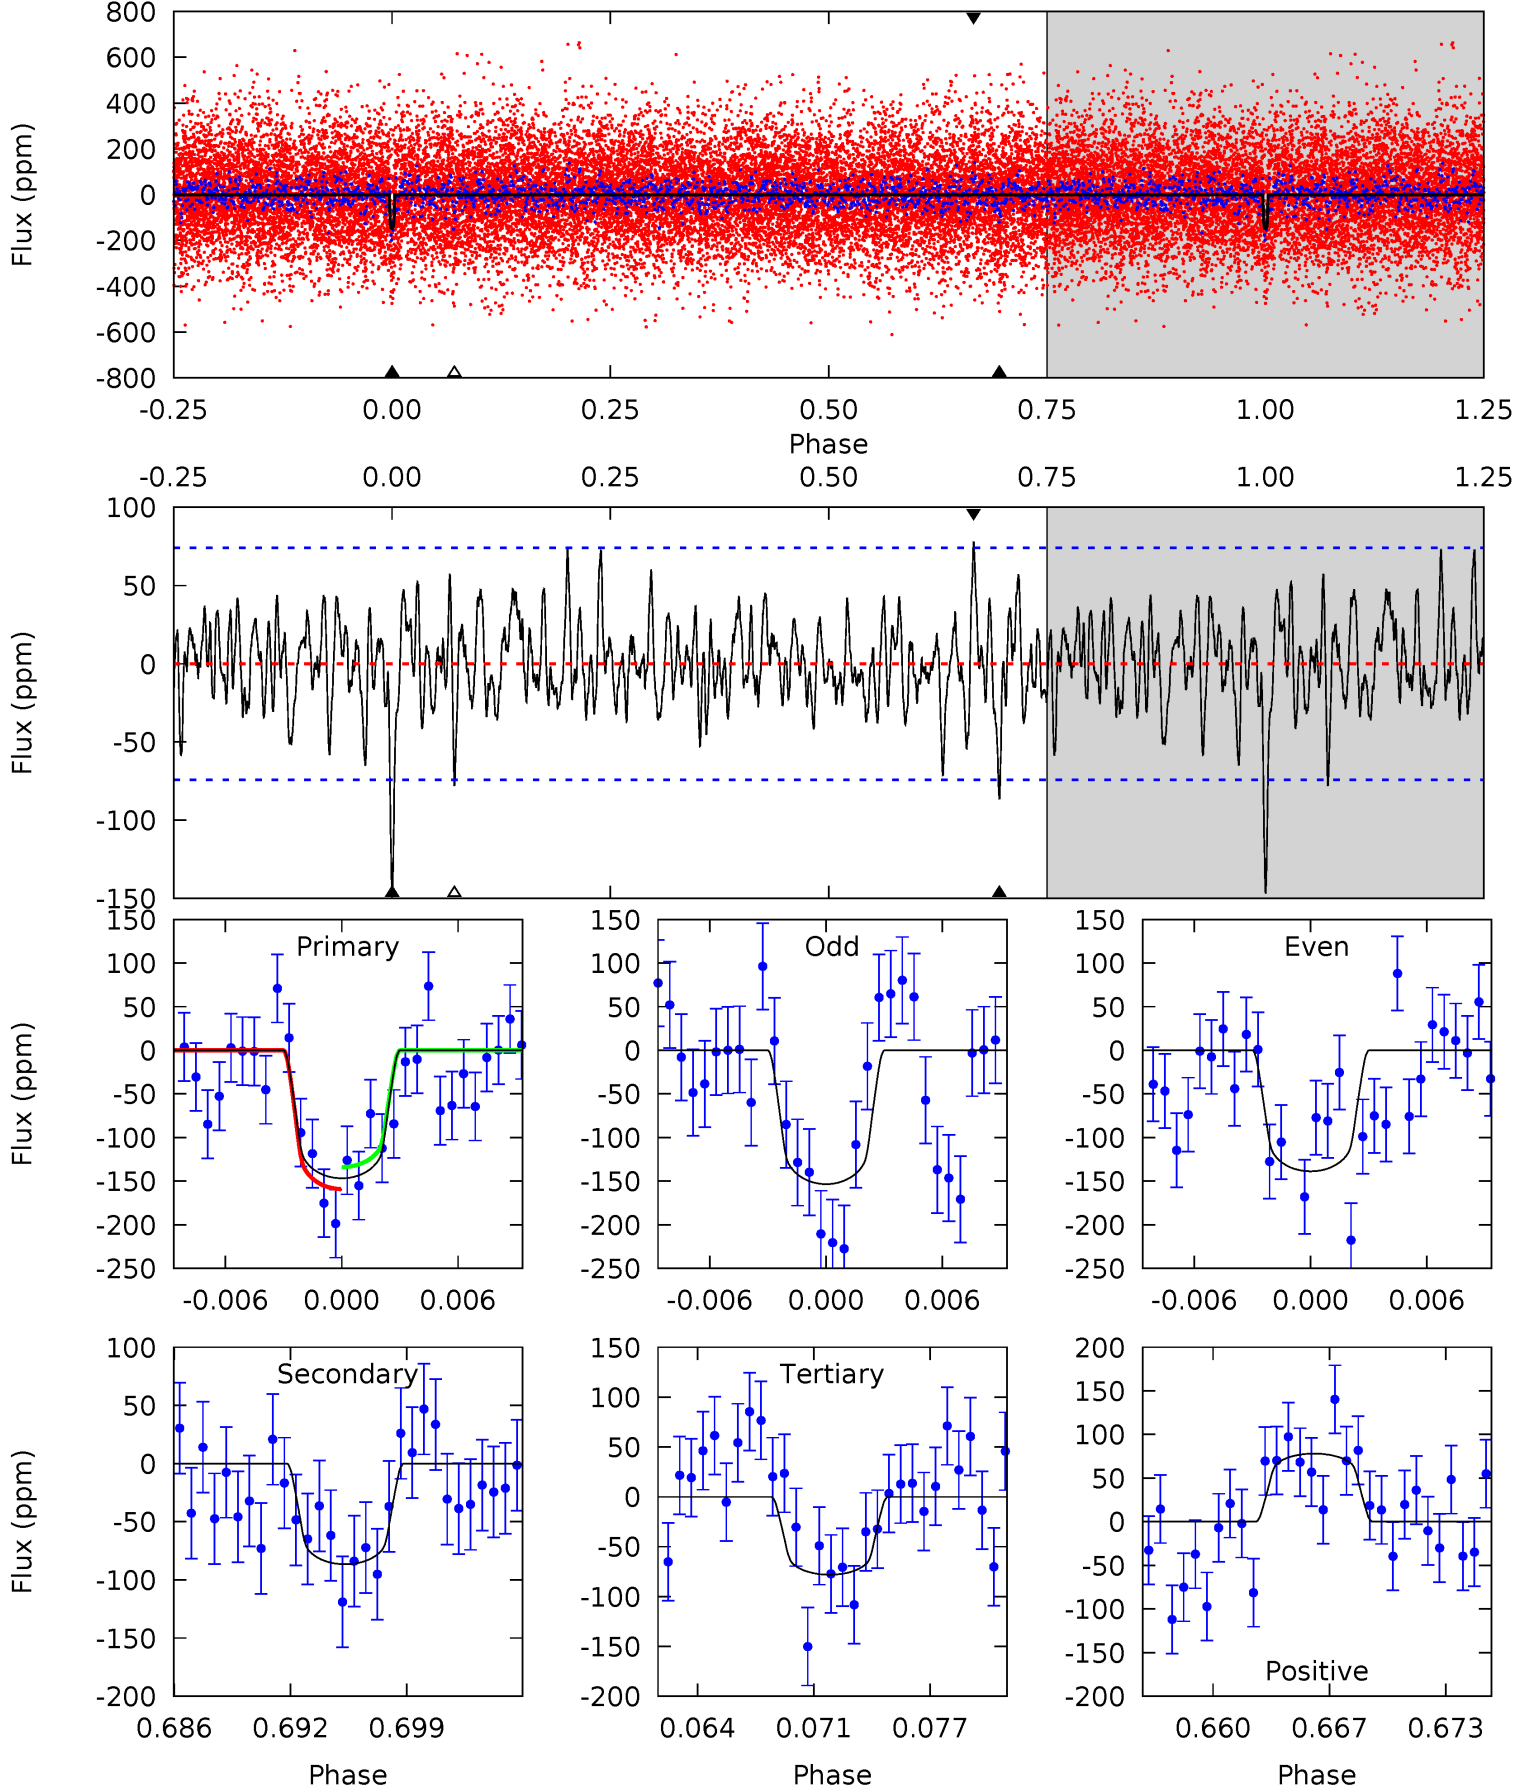 800
600
400
200
0
-200
-400
-600
-800
Flux (ppm)
-0.25 0.00 0.25 0.50 0.75 1.00 1.25
Phase
-0.25 0.00 0.25 0.50 0.75 1.00 1.25
100
50
0
-50
-100
-150
Flux (ppm)
Primary Odd Even
150 150 150
100 100 100
50 50 50
0 0 0
-50 -50 -50
-100 -100 -100
-150 -150 -150
-200 -200 -200
-250 -250 -250
Flux (ppm)
-0.006 0.000 0.006 -0.006 0.000 0.006 -0.006 0.000 0.006
Secondary Tertiary Positive
100 150 200
50 100 150
0 50 100
-50 0 50
-100 -50 0
-150 -100 -50
-200 -150 -100
-200 -150
-200
Flux (ppm)
0.686 0.692 0.699 0.064 0.071 0.077 0.660 0.667 0.673
Phase Phase Phase